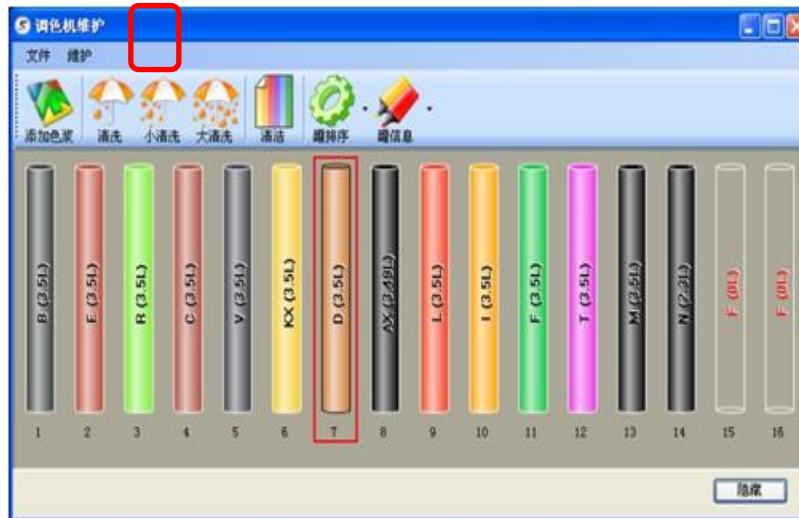 调色机维护
文件 维护
添加色浆 清洗 小清洗 大清洗 清洁 罐排序 罐信息
B (3.5L) E (3.5L) R (3.5L) C (3.5L) V (3.5L) KX (3.5L) D (3.5L) AX (3.49L) L (3.5L) I (3.5L) F (3.5L) T (3.5L) M (3.5L) N (2.3L) F (0L) F (0L)
1 2 3 4 5 6 7 8 9 10 11 12 13 14 15 16
隐藏